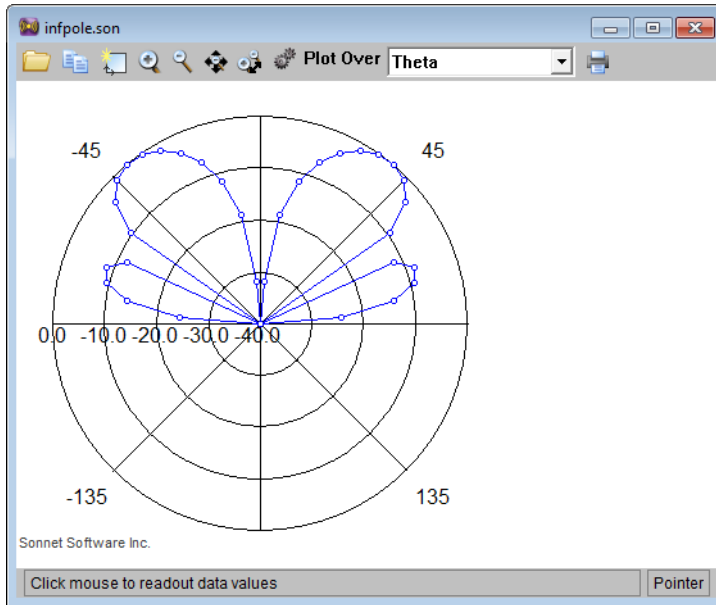 infpole.son
Plot Over Theta
-45 45
0.0 -10.0 -20.0 -30.0 -40.0
-135 135
Sonnet Software Inc.
Click mouse to readout data values Pointer